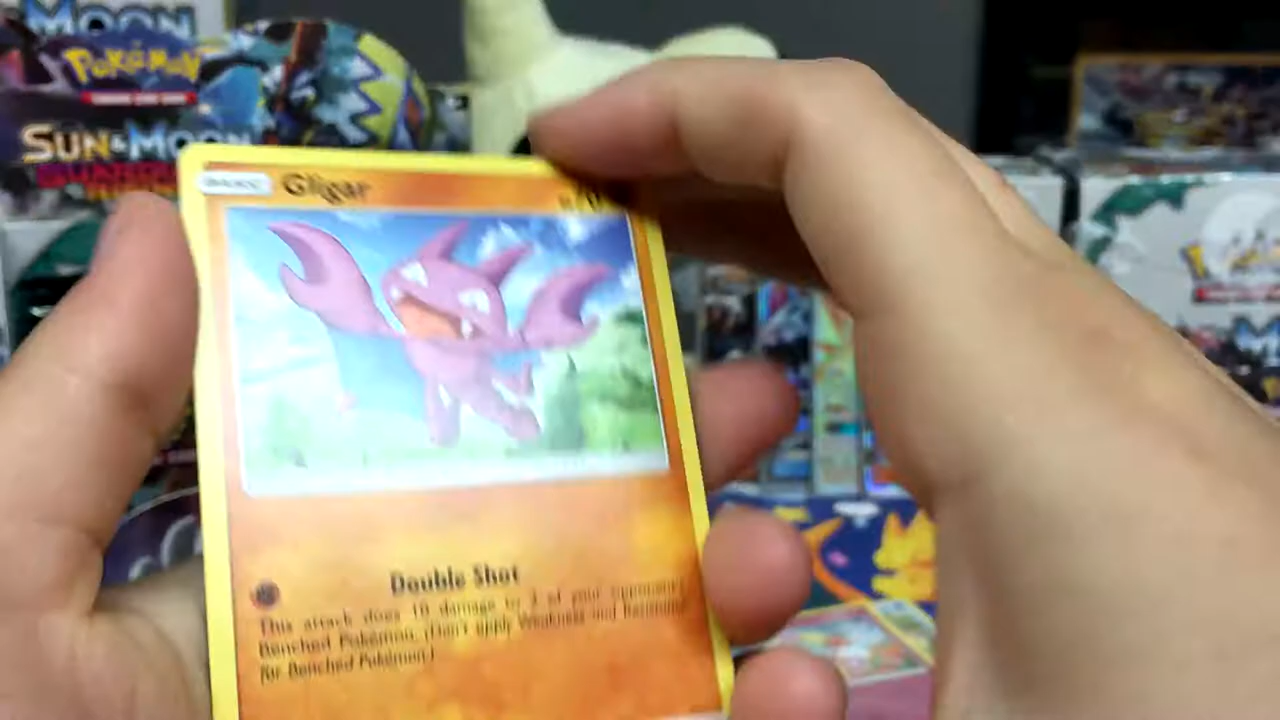 MOON
POKÉMON
SUN & MOON
GUARDIANS
BASIC
Gligar
Double Shot
This attack does 10 damage to 2 of your opponent's
Benched Pokémon. (Don't apply Weakness and Resistance
for Benched Pokémon.)